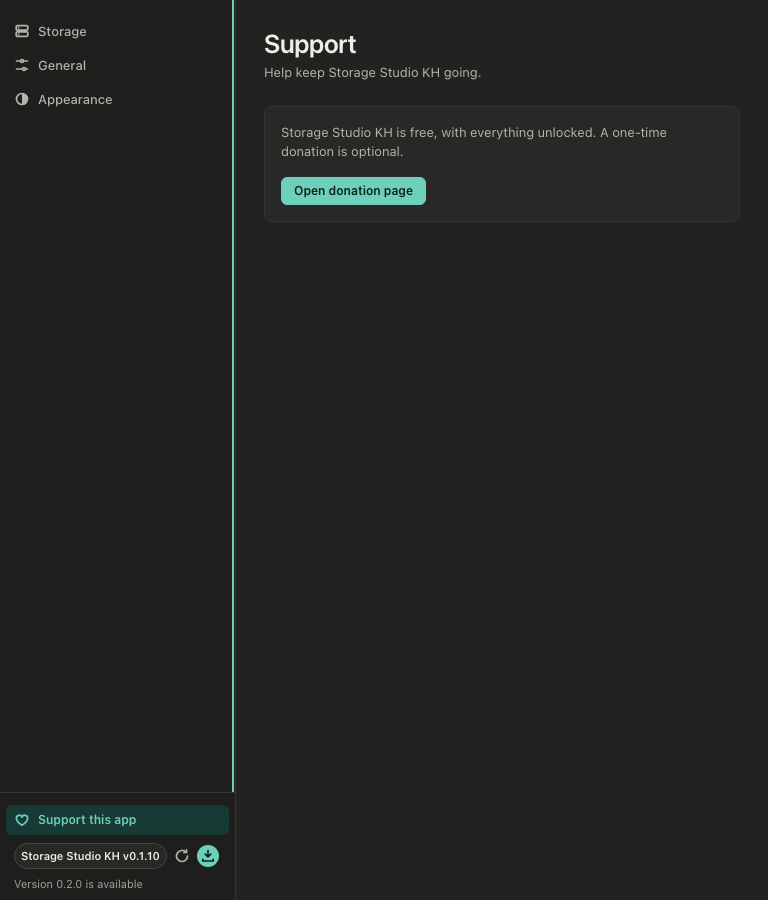 Storage
General
Appearance
Support
Help keep Storage Studio KH going.
Storage Studio KH is free, with everything unlocked. A one-time
donation is optional.
Open donation page
Support this app
Storage Studio KH v0.1.10
Version 0.2.0 is available